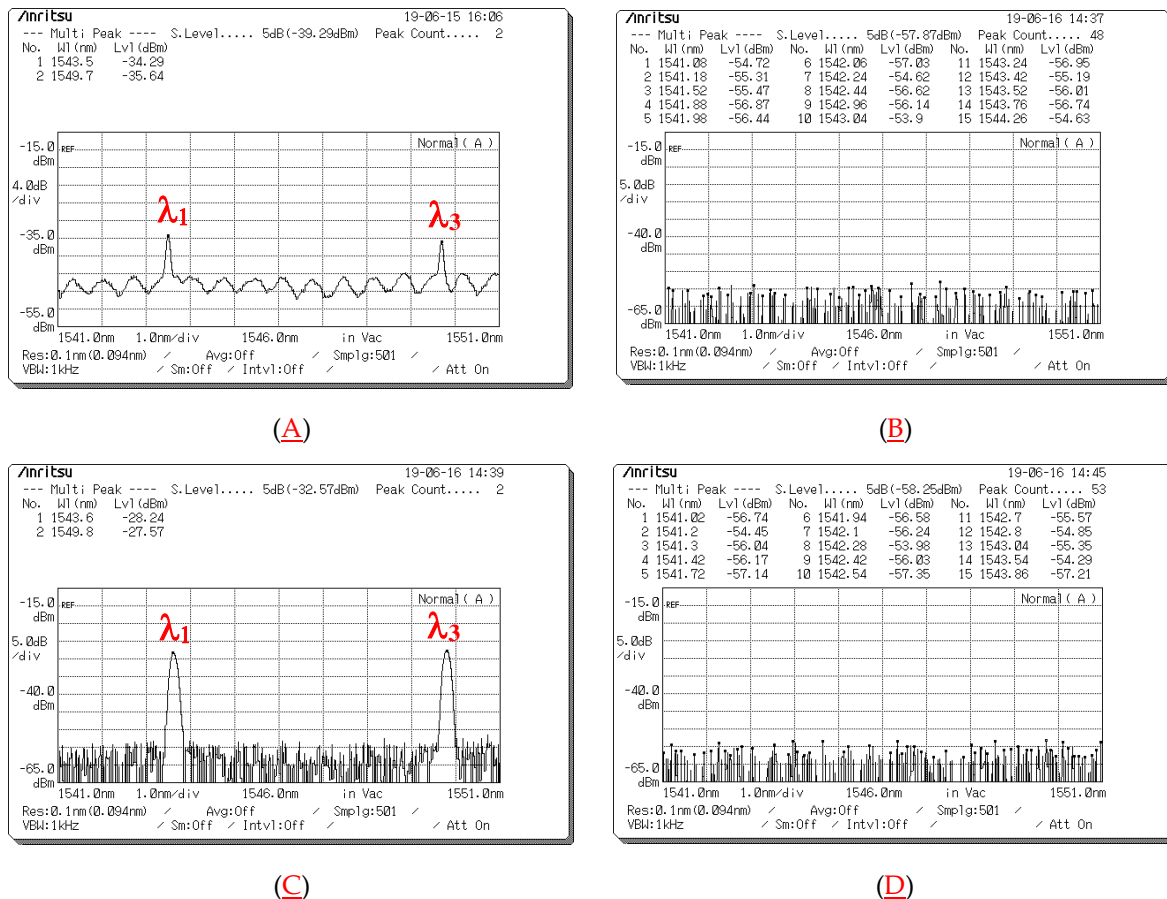 Anritsu 19-06-15 16:06
--- Multi Peak ---- S.Level..... 5dB(-39.29dBm) Peak Count..... 2
No. Wl(nm) Lvl(dBm)
1 1543.5 -34.29
2 1549.7 -35.64
Normal(A)
-15.0 dBm
REF
4.0dB /div
λ1
λ3
-35.0 dBm
-55.0 dBm
1541.0nm 1.0nm/div 1546.0nm in Vac 1551.0nm
Res:0.1nm(0.094nm) / Avg:Off / Smplg:501 /
VBW:1kHz / Sm:Off / Intvl:Off / / Att On
(A)
Anritsu 19-06-16 14:37
--- Multi Peak ---- S.Level..... 5dB(-57.87dBm) Peak Count..... 48
No. Wl(nm) Lvl(dBm) No. Wl(nm) Lvl(dBm) No. Wl(nm) Lvl(dBm)
1 1541.08 -54.72 6 1542.06 -57.03 11 1543.24 -56.95
2 1541.18 -55.31 7 1542.24 -54.62 12 1543.42 -55.19
3 1541.52 -55.47 8 1542.44 -56.62 13 1543.52 -56.01
4 1541.88 -56.87 9 1542.96 -56.14 14 1543.76 -56.74
5 1541.98 -56.44 10 1543.04 -53.9 15 1544.26 -54.63
Normal(A)
-15.0 dBm
REF
5.0dB /div
-40.0 dBm
-65.0 dBm
1541.0nm 1.0nm/div 1546.0nm in Vac 1551.0nm
Res:0.1nm(0.094nm) / Avg:Off / Smplg:501 /
VBW:1kHz / Sm:Off / Intvl:Off / / Att On
(B)
Anritsu 19-06-16 14:39
--- Multi Peak ---- S.Level..... 5dB(-32.57dBm) Peak Count..... 2
No. Wl(nm) Lvl(dBm)
1 1543.6 -28.24
2 1549.8 -27.57
Normal(A)
-15.0 dBm
REF
5.0dB /div
λ1
λ3
-40.0 dBm
-65.0 dBm
1541.0nm 1.0nm/div 1546.0nm in Vac 1551.0nm
Res:0.1nm(0.094nm) / Avg:Off / Smplg:501 /
VBW:1kHz / Sm:Off / Intvl:Off / / Att On
(C)
Anritsu 19-06-16 14:45
--- Multi Peak ---- S.Level..... 5dB(-58.25dBm) Peak Count..... 53
No. Wl(nm) Lvl(dBm) No. Wl(nm) Lvl(dBm) No. Wl(nm) Lvl(dBm)
1 1541.02 -56.74 6 1541.94 -56.58 11 1542.7 -55.57
2 1541.2 -54.45 7 1542.1 -56.24 12 1542.8 -54.85
3 1541.3 -56.04 8 1542.28 -53.98 13 1543.04 -55.35
4 1541.42 -56.17 9 1542.42 -56.03 14 1543.54 -54.29
5 1541.72 -57.14 10 1542.54 -57.35 15 1543.86 -57.21
Normal(A)
-15.0 dBm
REF
5.0dB /div
-40.0 dBm
-65.0 dBm
1541.0nm 1.0nm/div 1546.0nm in Vac 1551.0nm
Res:0.1nm(0.094nm) / Avg:Off / Smplg:501 /
VBW:1kHz / Sm:Off / Intvl:Off / / Att On
(D)